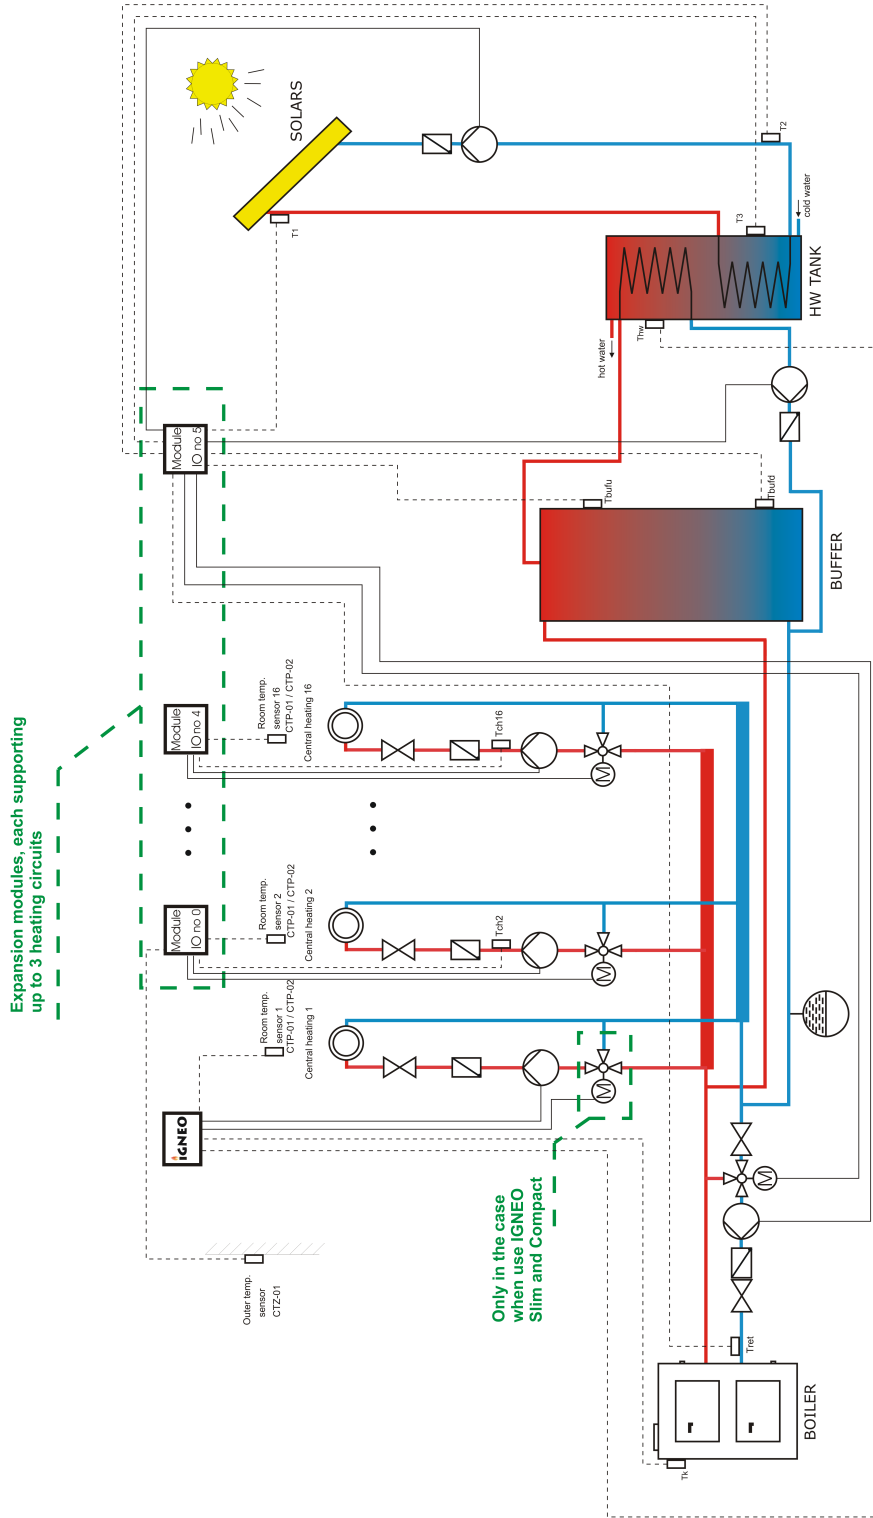 Expansion modules, each supporting
up to 3 heating circuits
SOLARS
T1
T2
T3
cold water
HW TANK
Thw
hot water
Module
IO no 5
Tbufu
Tbufd
BUFFER
Module
IO no 4
Room temp.
sensor 16
CTP-01 / CTP-02
Central heating 16
Tch16
M
Module
IO no 0
Room temp.
sensor 2
CTP-01 / CTP-02
Central heating 2
Tch2
M
Room temp.
sensor 1
CTP-01 / CTP-02
Central heating 1
M
IGNEO
Only in the case
when use IGNEO
Slim and Compact
Outer temp.
sensor
CTZ-01
M
Tret
BOILER
Tk